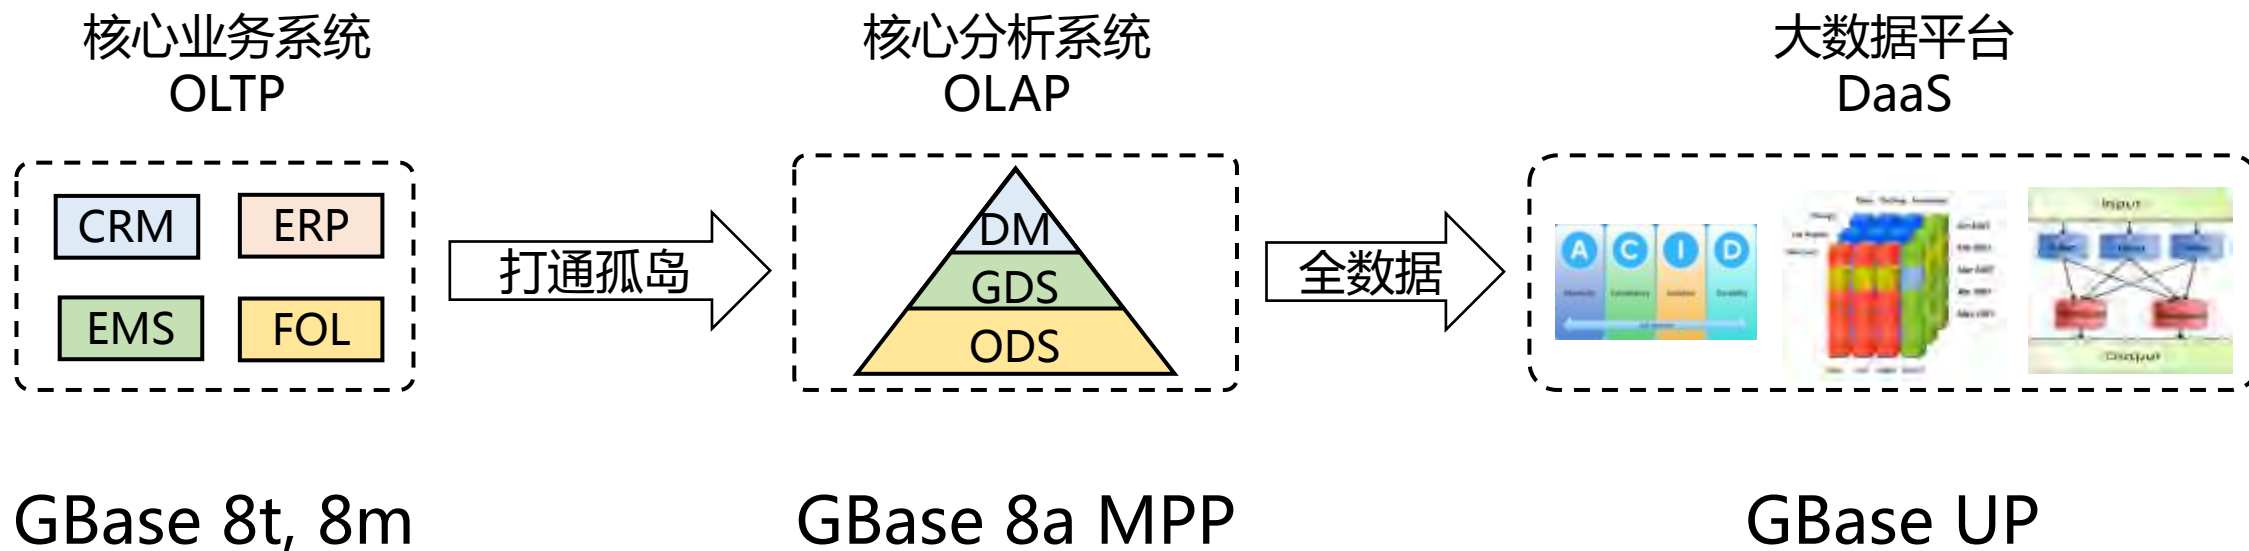 核心业务系统
OLTP
CRM
ERP
EMS
FOL
GBase 8t, 8m
打通孤岛
核心分析系统
OLAP
DM
GDS
ODS
GBase 8a MPP
全数据
大数据平台
DaaS
A C I D
Input
Output
GBase UP